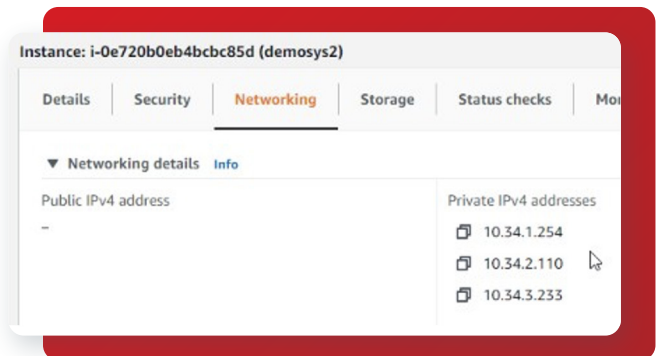 Instance: i-0e720b0eb4bcbc85d (demosys2)
Details Security Networking Storage Status checks Mor
▼ Networking details Info
Public IPv4 address
–
Private IPv4 addresses
10.34.1.254
10.34.2.110
10.34.3.233